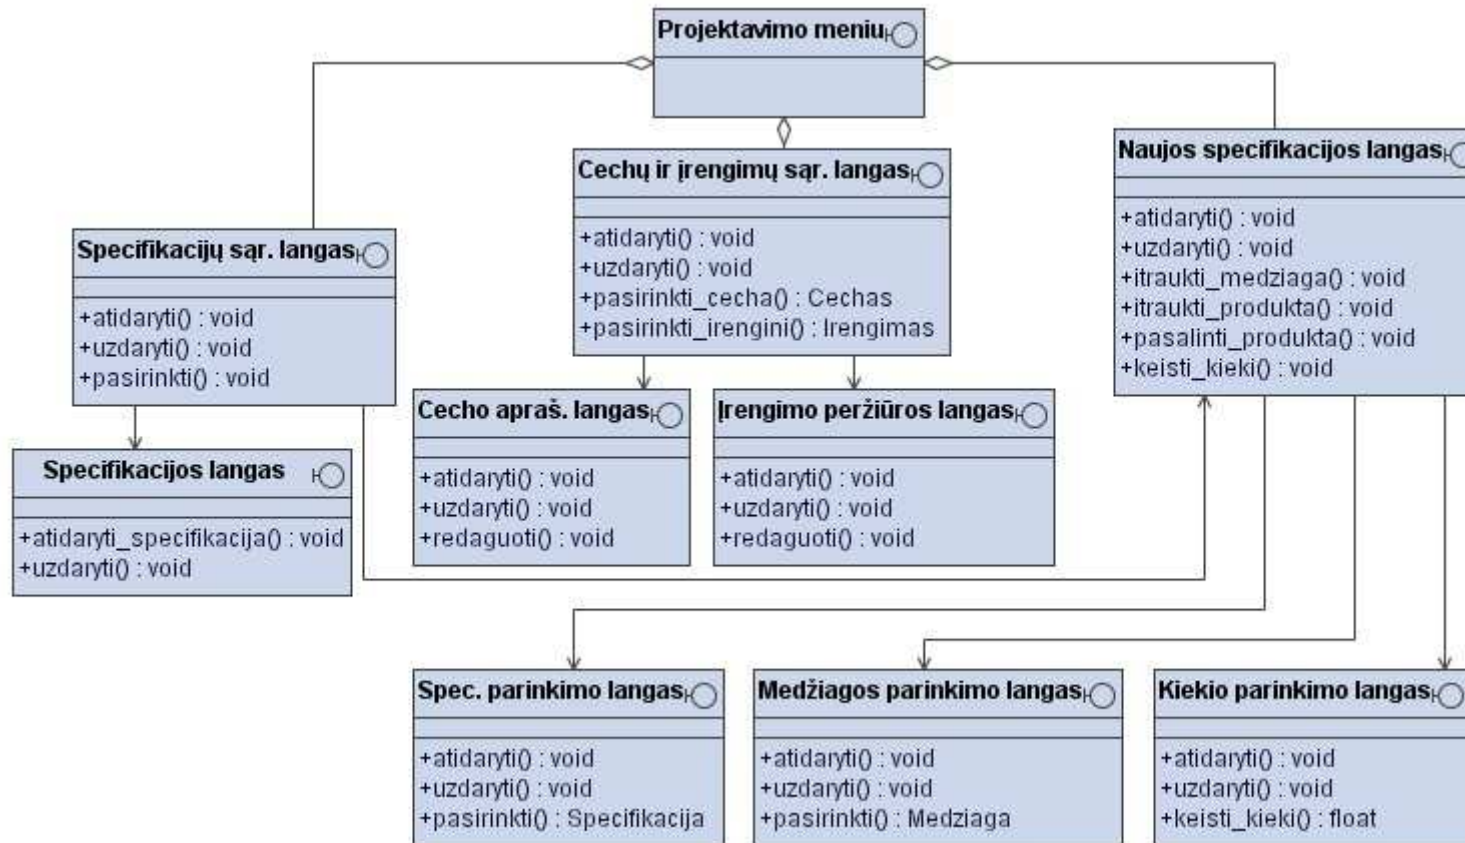 Projektavimo meniu
Cechų ir įrengimų sąr. langas
+atidaryti() : void
+uzdaryti() : void
+pasirinkti_cecha() : Cechas
+pasirinkti_irengini() : Irengimas
Naujos specifikacijos langas
+atidaryti() : void
+uzdaryti() : void
+itraukti_medziaga() : void
+itraukti_produkta() : void
+pasalinti_produkta() : void
+keisti_kieki() : void
Specifikacijų sąr. langas
+atidaryti() : void
+uzdaryti() : void
+pasirinkti() : void
Specifikacijos langas
+atidaryti_specifikacija() : void
+uzdaryti() : void
Cecho apraš. langas
+atidaryti() : void
+uzdaryti() : void
+redaguoti() : void
Įrengimo peržiūros langas
+atidaryti() : void
+uzdaryti() : void
+redaguoti() : void
Spec. parinkimo langas
+atidaryti() : void
+uzdaryti() : void
+pasirinkti() : Specifikacija
Medžiagos parinkimo langas
+atidaryti() : void
+uzdaryti() : void
+pasirinkti() : Medziaga
Kiekio parinkimo langas
+atidaryti() : void
+uzdaryti() : void
+keisti_kieki() : float